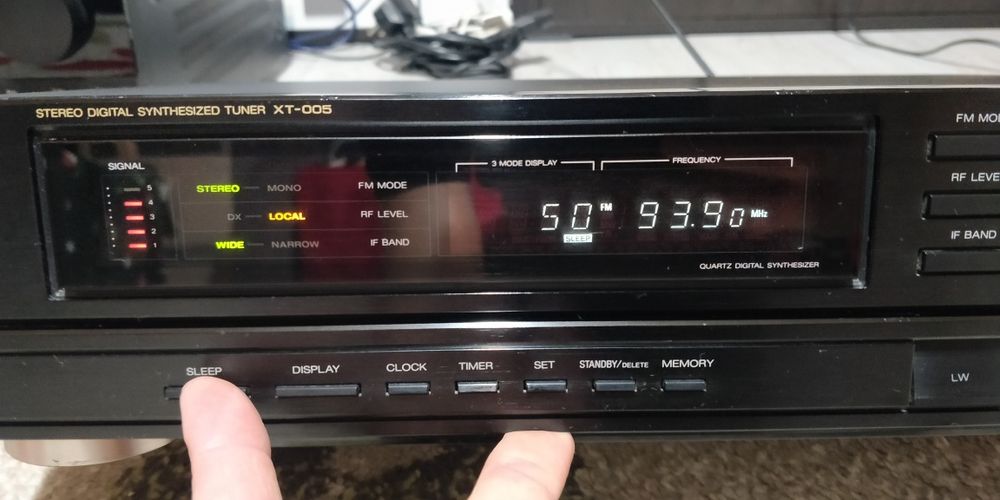 STEREO DIGITAL SYNTHESIZED TUNER XT-005
FM MOD
SIGNAL
3 MODE DISPLAY
FREQUENCY
RF LEVE
5
4
3
2
1
STEREO MONO FM MODE
DX LOCAL RF LEVEL
WIDE NARROW IF BAND
50 FM 93.90 MHz
SLEEP
IF BAND
QUARTZ DIGITAL SYNTHESIZER
SLEEP DISPLAY CLOCK TIMER SET STANDBY/DELETE MEMORY
LW